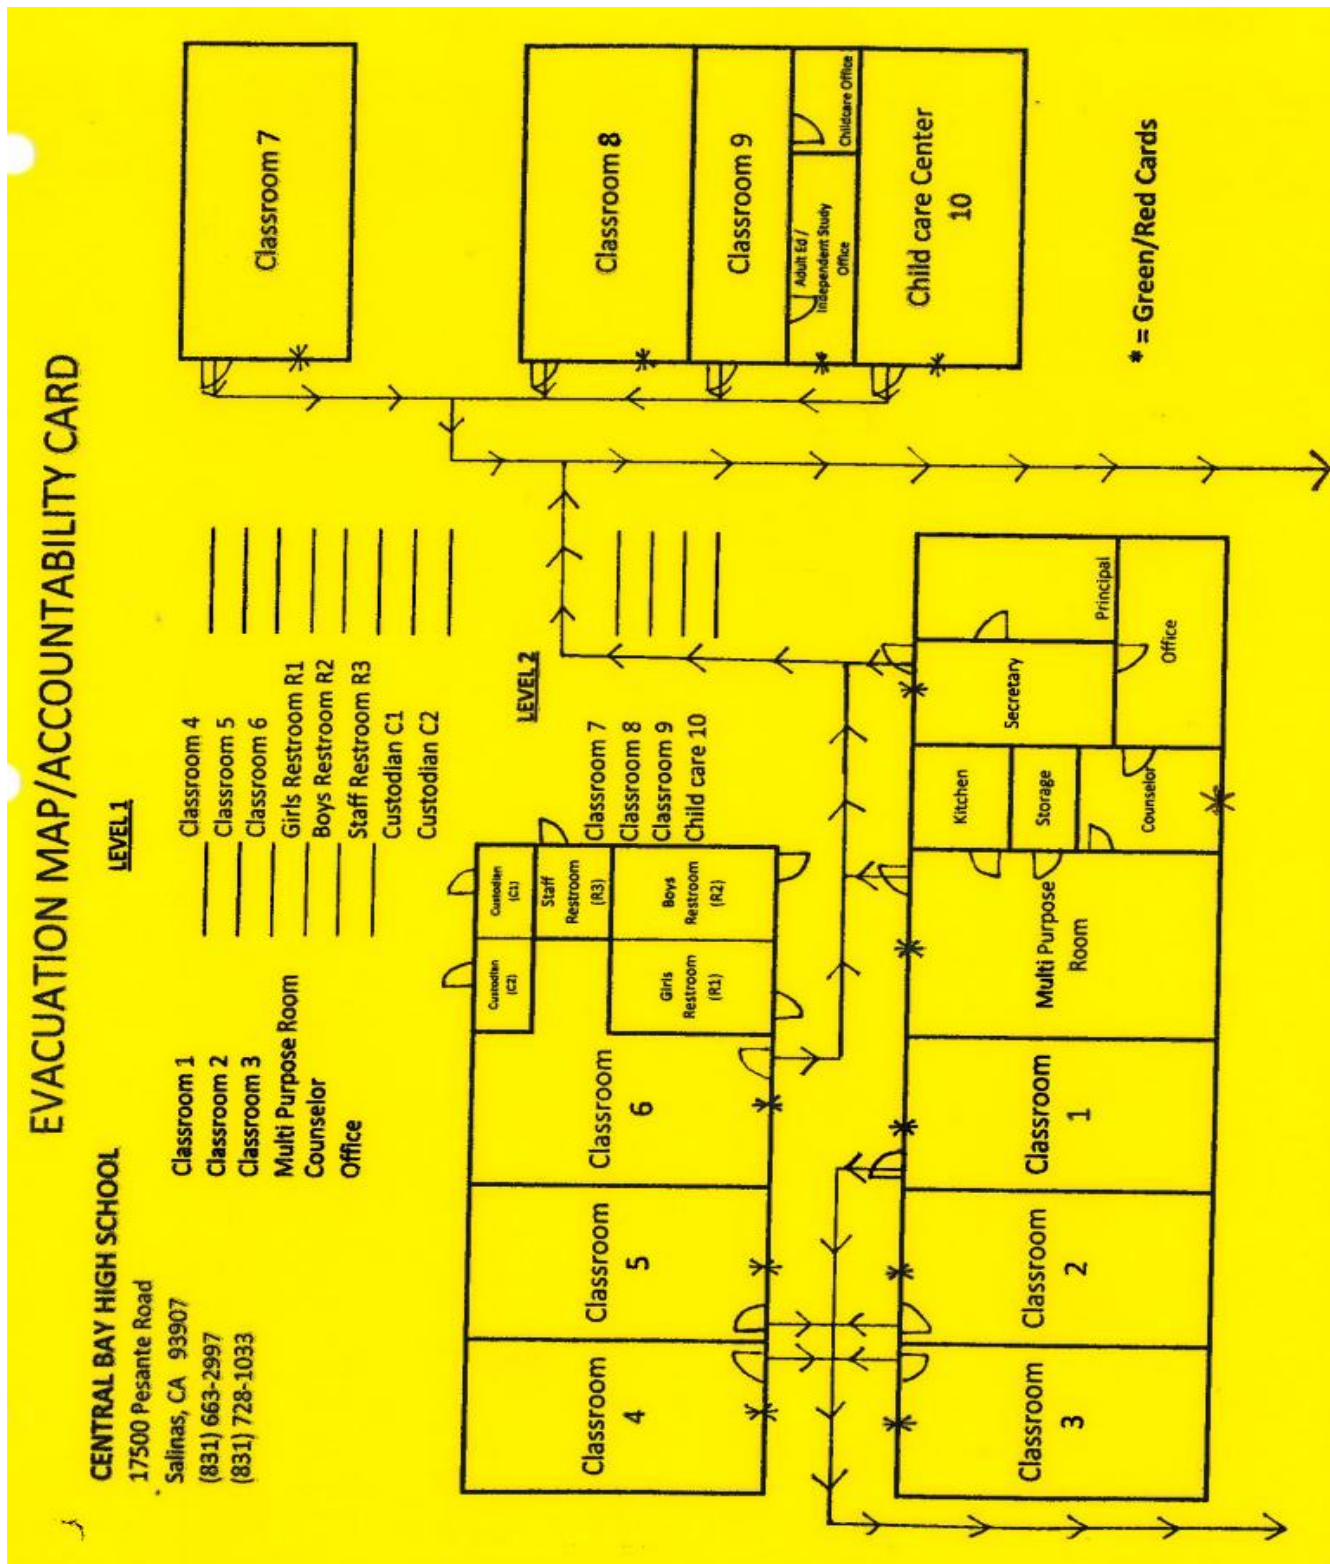 EVACUATION MAP/ACCOUNTABILITY CARD
CENTRAL BAY HIGH SCHOOL
17500 Pesante Road
Salinas, CA 93907
(831) 663-2997
(831) 728-1033
LEVEL 1
Classroom 1
Classroom 2
Classroom 3
Multi Purpose Room
Counselor
Office
Classroom 4
Classroom 5
Classroom 6
Girls Restroom R1
Boys Restroom R2
Staff Restroom R3
Custodian C1
Custodian C2
LEVEL 2
Classroom 7
Classroom 8
Classroom 9
Child care 10
Classroom
4
Classroom
5
Classroom
6
Custodian
(C2)
Custodian
(C1)
Staff
Restroom
(R3)
Girls
Restroom
(R1)
Boys
Restroom
(R2)
Classroom
3
Classroom
2
Classroom
1
Multi Purpose
Room
Kitchen
Storage
Counselor
Secretary
Principal
Office
Classroom 7
Classroom 8
Classroom 9
Adult Ed /
Independent Study
Office
Childcare Office
Child care Center
10
* = Green/Red Cards